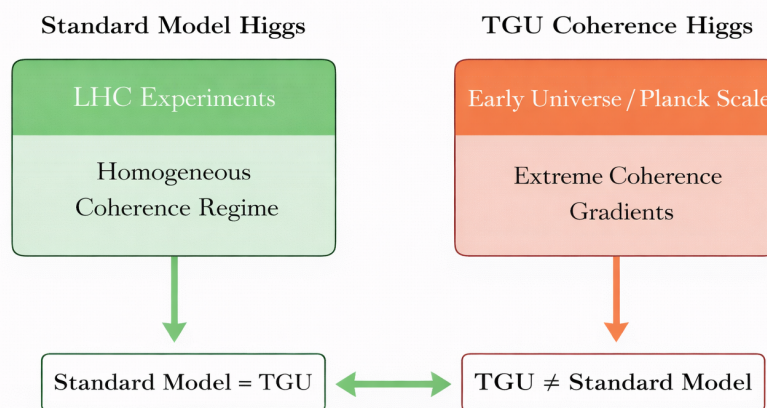 Standard Model Higgs
LHC Experiments
Homogeneous
Coherence Regime
Standard Model = TGU
TGU Coherence Higgs
Early Universe / Planck Scale
Extreme Coherence
Gradients
TGU ≠ Standard Model